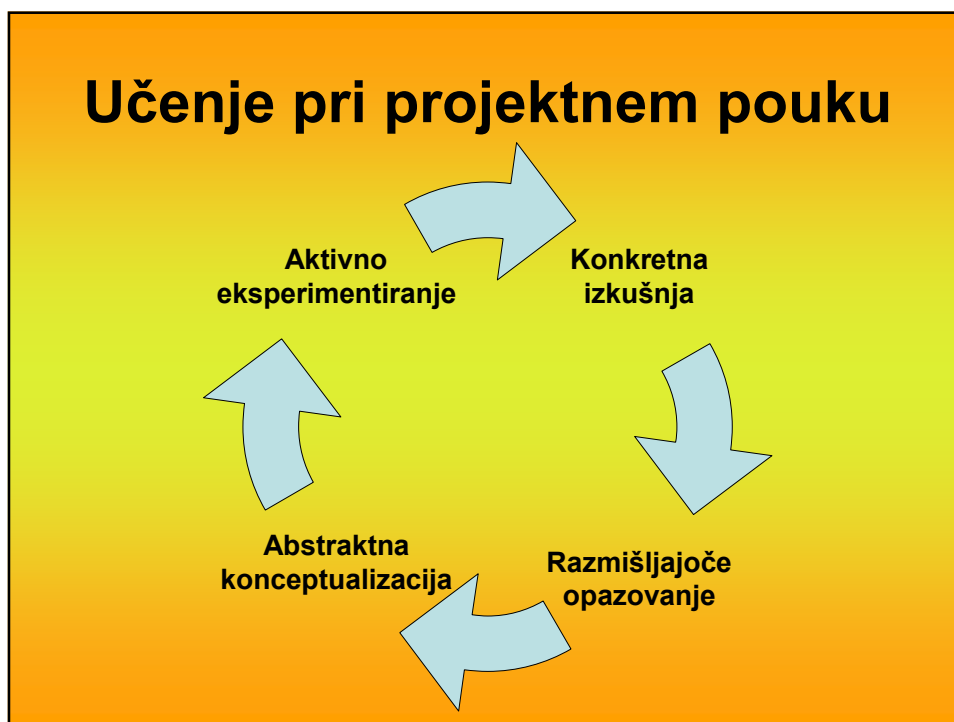 Učenje pri projektnem pouku
Aktivno
eksperimentiranje
Konkretna
izkušnja
Abstraktna
konceptualizacija
Razmišljajoče
opazovanje